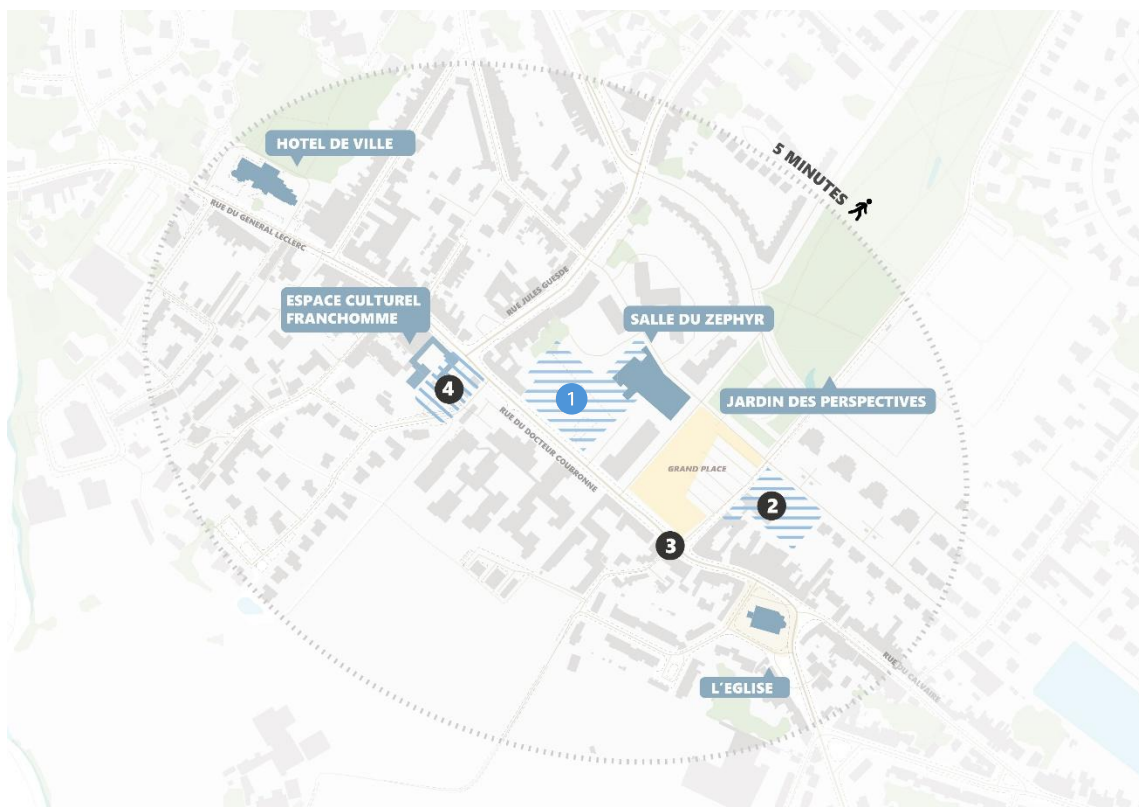 HOTEL DE VILLE
5 MINUTES
RUE DU GENERAL LECLERC
RUE JULES GUESDE
ESPACE CULTUREL
FRANCHOMME
SALLE DU ZEPHYR
4
1
JARDIN DES PERSPECTIVES
RUE DU DOCTEUR COUBRONNE
GRAND PLACE
2
3
RUE DU CALVAIRE
L'EGLISE